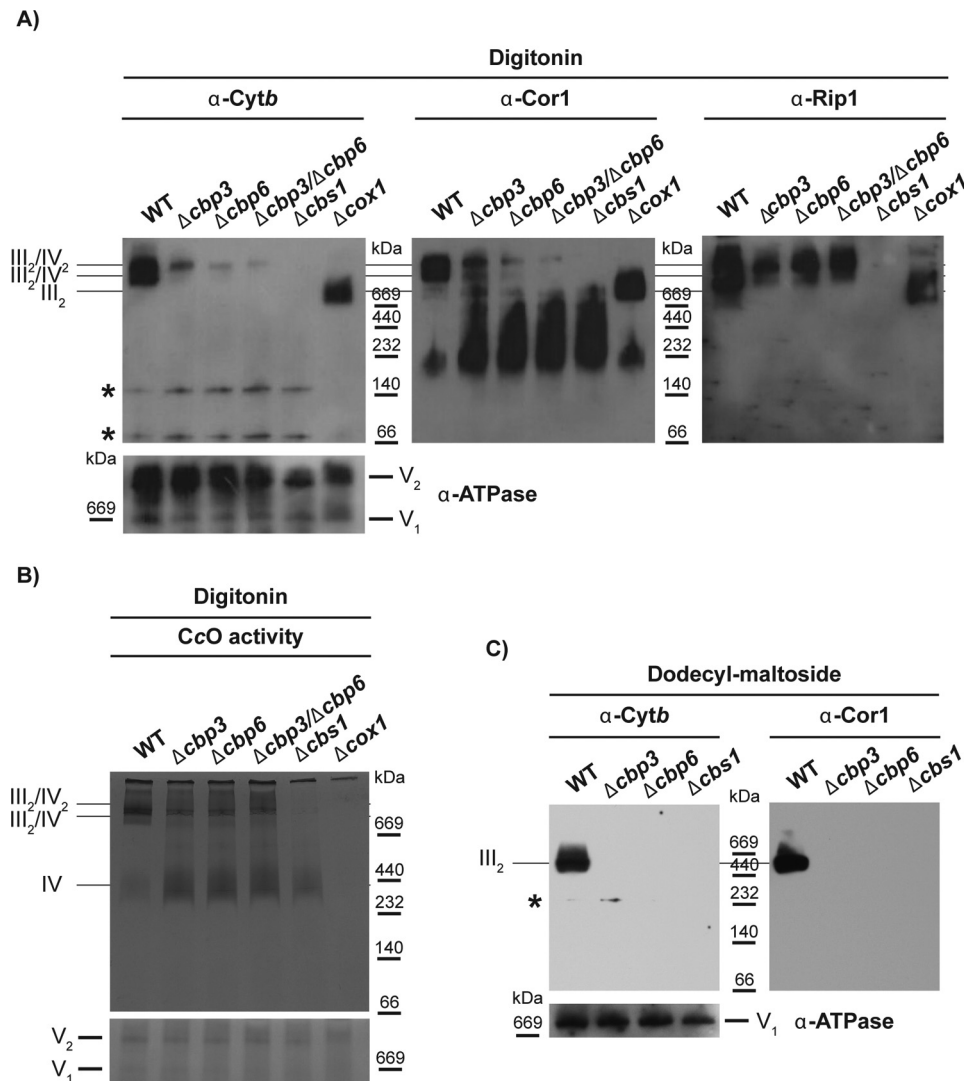 A)
Digitonin
α-Cytb
α-Cor1
α-Rip1
WT Δcbp3 Δcbp6 Δcbp3/Δcbp6 Δcbs1 Δcox1
WT Δcbp3 Δcbp6 Δcbp3/Δcbp6 Δcbs1 Δcox1
WT Δcbp3 Δcbp6 Δcbp3/Δcbp6 Δcbs1 Δcox1
III₂/IV₂
III₂/IV
III₂
*
*
kDa
669
440
232
140
66
kDa
669
440
232
140
66
kDa
669
V₂
V₁
α-ATPase
B)
Digitonin
CcO activity
WT Δcbp3 Δcbp6 Δcbp3/Δcbp6 Δcbs1 Δcox1
III₂/IV₂
III₂/IV
IV
kDa
669
440
232
140
66
V₂
V₁
669
C)
Dodecyl-maltoside
α-Cytb
α-Cor1
WT Δcbp3 Δcbp6 Δcbs1
WT Δcbp3 Δcbp6 Δcbs1
III₂
*
kDa
669
440
232
140
66
kDa
669
V₁
α-ATPase